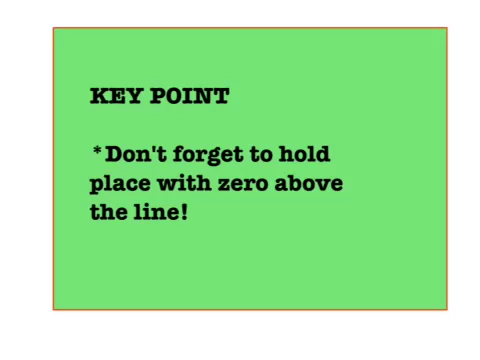 KEY POINT
*Don't forget to hold
place with zero above
the line!